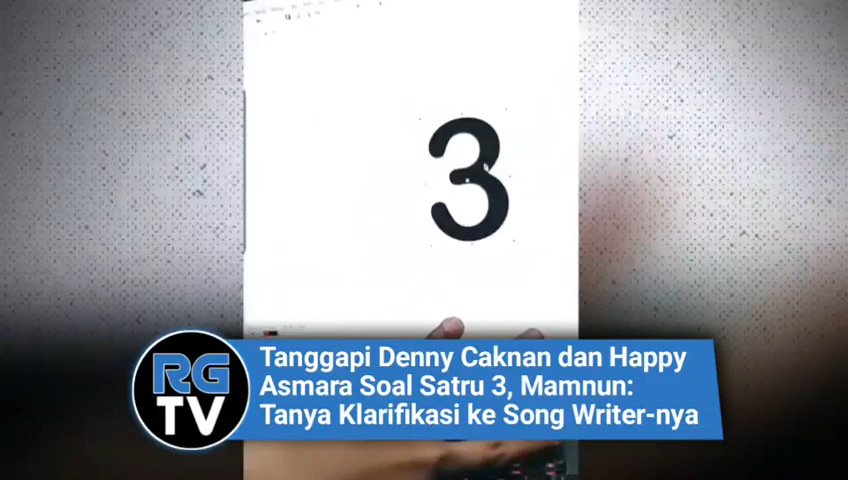 3
RG
TV
Tanggapi Denny Caknan dan Happy
Asmara Soal Satru 3, Mamnun:
Tanya Klarifikasi ke Song Writer-nya